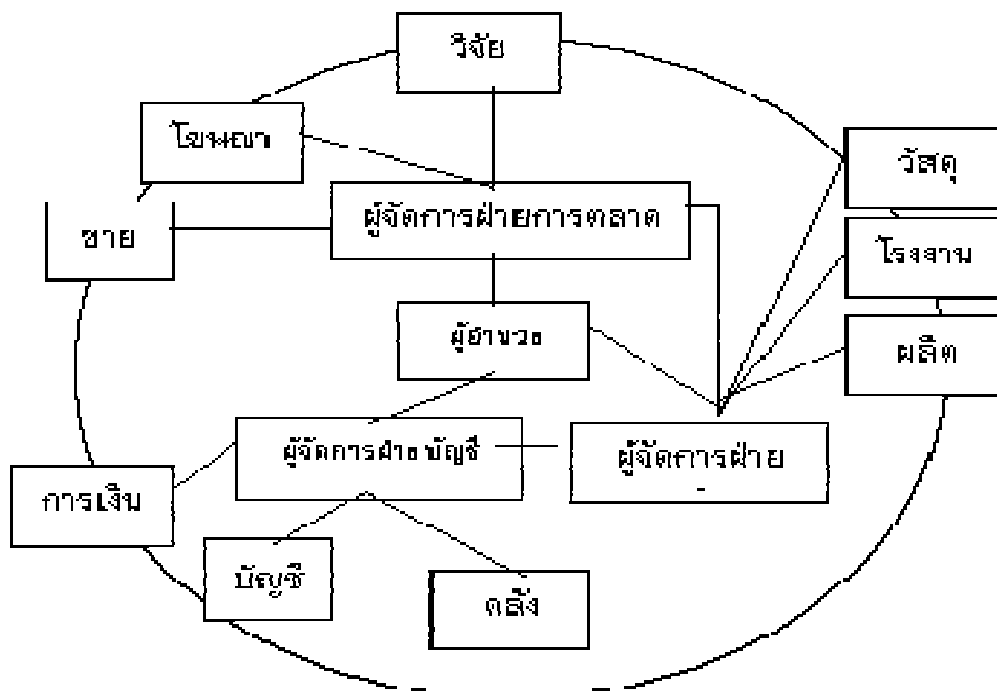 วิจัย
โฆษณา
วัสดุ
ผู้จัดการฝ่ายการตลาด
ขาย
โรงงาน
ผู้อำนวย
ผลิต
ผู้จัดการฝ่ายบัญชี
ผู้จัดการฝ่าย
การเงิน
บัญชี
คลัง